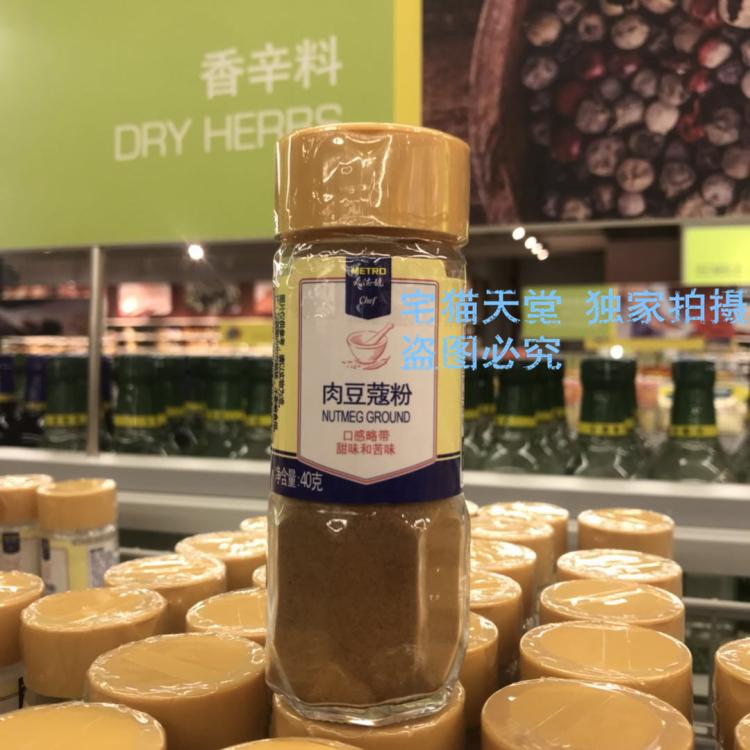 香辛料
DRY HERBS
METRO
麦德龙
Chef
宅猫天堂 独家拍摄
盗图必究
肉豆蔻粉
NUTMEG GROUND
口感略带
甜味和苦味
净含量:40克